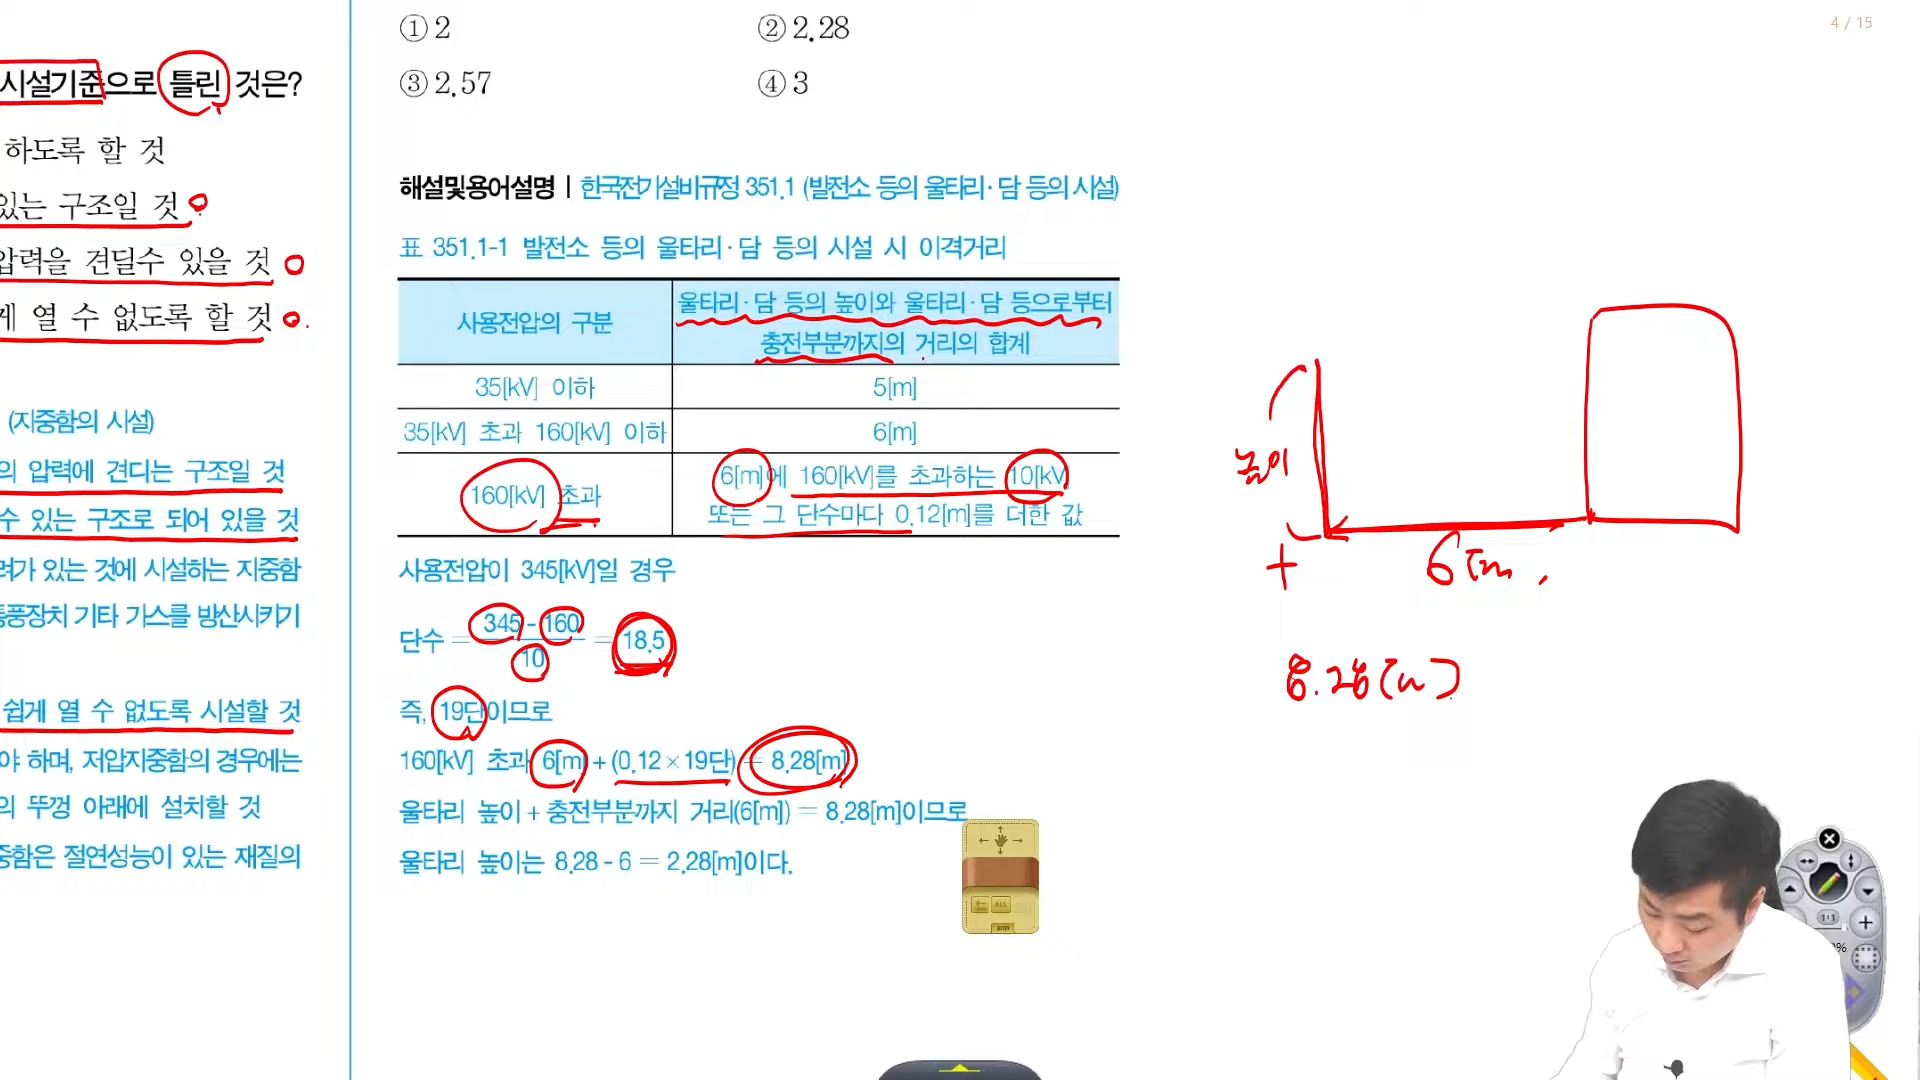 4 / 15
시설기준으로 틀린 것은?
하도록 할 것
있는 구조일 것
압력을 견딜수 있을 것
게 열 수 없도록 할 것
(지중함의 시설)
의 압력에 견디는 구조일 것
수 있는 구조로 되어 있을 것
려가 있는 것에 시설하는 지중함
통풍장치 기타 가스를 방산시키기
쉽게 열 수 없도록 시설할 것
야 하며, 저압지중함의 경우에는
의 뚜껑 아래에 설치할 것
중함은 절연성능이 있는 재질의
① 2 ② 2.28
③ 2.57 ④ 3
해설및용어설명 | 한국전기설비규정 351.1 (발전소 등의 울타리·담 등의 시설)
표 351.1-1 발전소 등의 울타리·담 등의 시설 시 이격거리
사용전압의 구분
울타리·담 등의 높이와 울타리·담 등으로부터
충전부분까지의 거리의 합계
35[kV] 이하 5[m]
35[kV] 초과 160[kV] 이하 6[m]
160[kV] 초과
6[m]에 160[kV]를 초과하는 10[kV]
또는 그 단수마다 0.12[m]를 더한 값
사용전압이 345[kV]일 경우
단수 = 345 - 160 / 10 = 18.5
즉, 19단이므로
160[kV] 초과 6[m] + (0.12×19단) = 8.28[m]
울타리 높이 + 충전부분까지 거리(6[m]) = 8.28[m]이므로
울타리 높이는 8.28 - 6 = 2.28[m]이다.
높이
+
6[m
8.28[m]
ALL
1:1
%